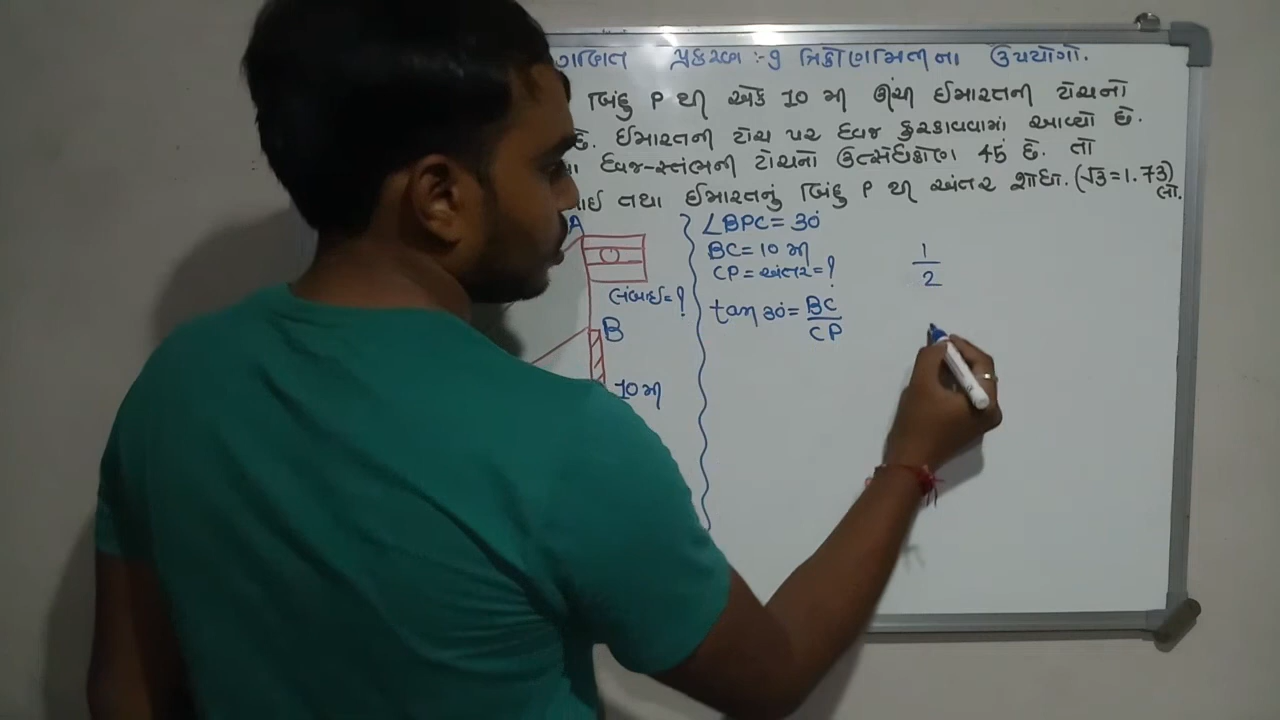 ગણિત પ્રકરણ :- 9 ત્રિકોણમિતીના ઉપયોગો.
બિંદુ P થી એક 10 મી ઊંચી ઈમારતની ટોચનો
છે. ઈમારતની ટોચ પર ધ્વજ ફરકાવવામાં આવ્યો છે.
ધ્વજ-સ્તંભની ટોચનો ઉત્સેધકોણ 45° છે. તો
તથા ઈમારતનું બિંદુ P થી અંતર શોધો. (√3=1.73)
લો.
A
લંબાઈ=?
B
10 મી
∠BPC = 30°
BC = 10 મી
CP = અંતર = ?
tan 30° = BC/CP
1/2